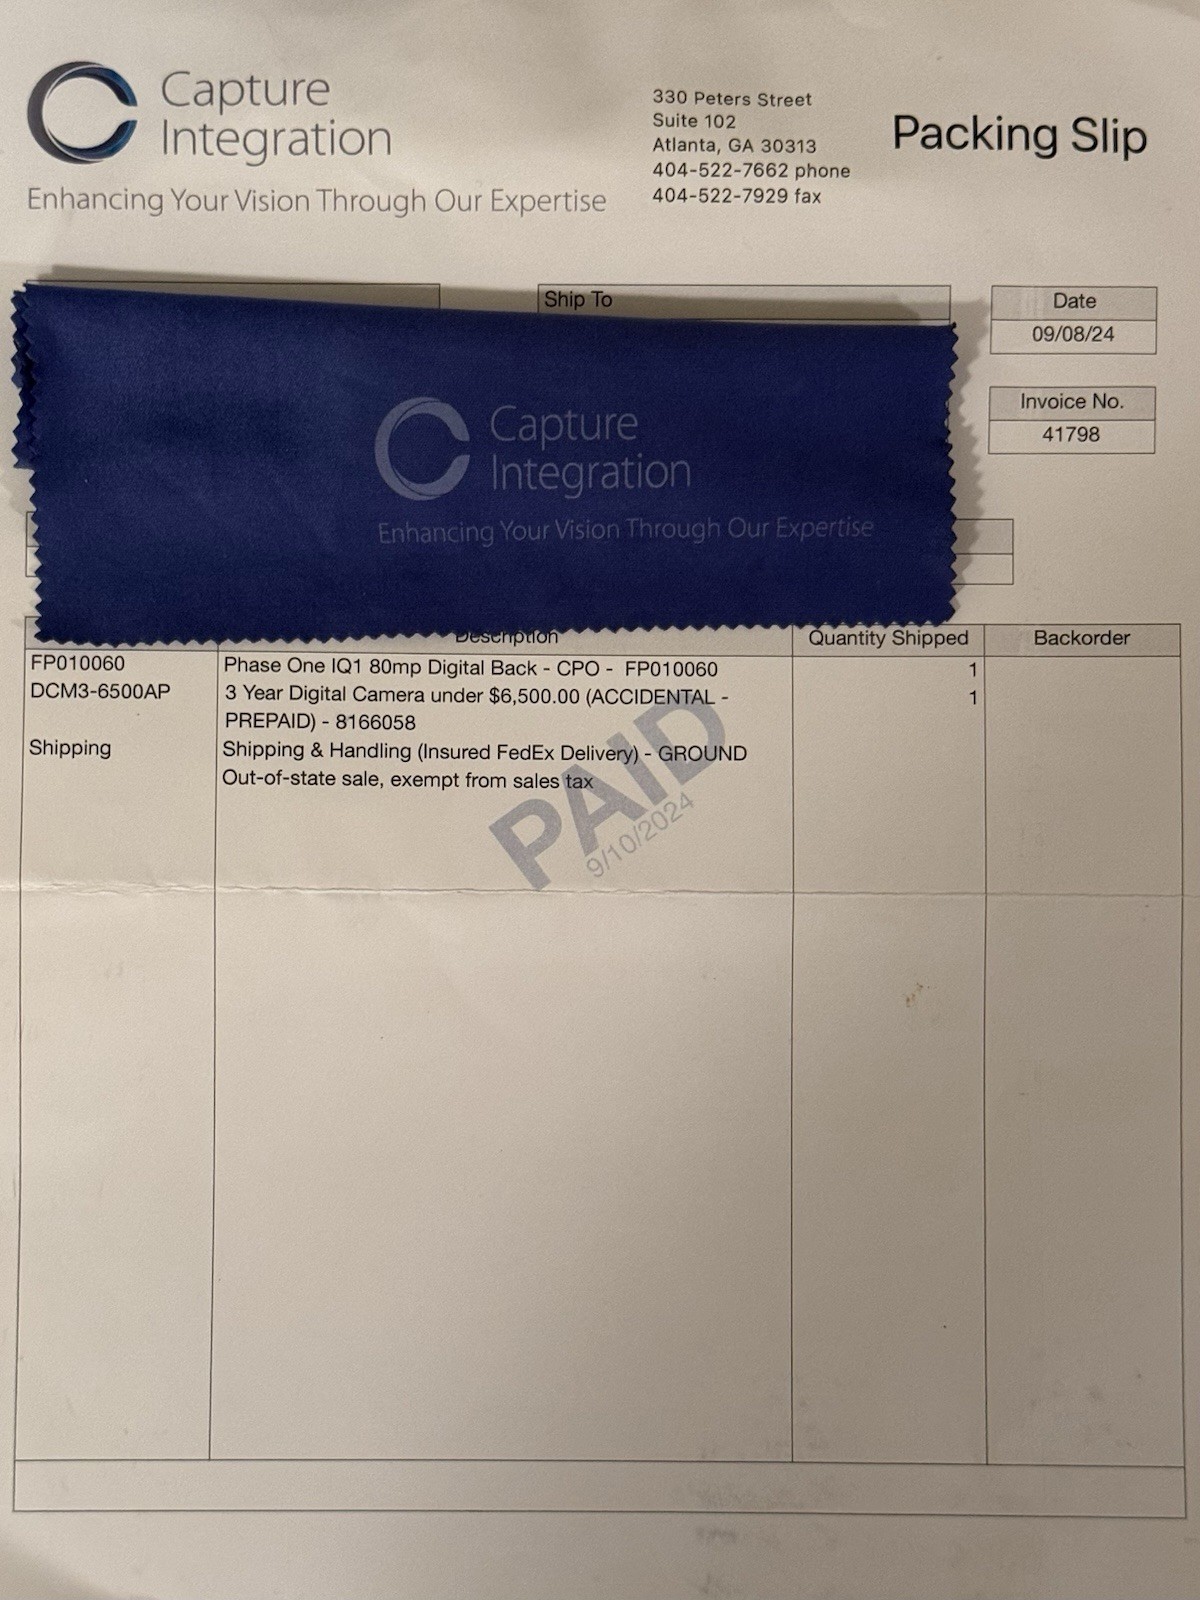 Capture
Integration
Enhancing Your Vision Through Our Expertise
330 Peters Street
Suite 102
Atlanta, GA 30313
404-522-7662 phone
404-522-7929 fax
Packing Slip
Ship To
Date
09/08/24
Invoice No.
41798
Capture
Integration
Enhancing Your Vision Through Our Expertise
Description Quantity Shipped Backorder
FP010060 Phase One IQ1 80mp Digital Back - CPO - FP010060 1
DCM3-6500AP 3 Year Digital Camera under $6,500.00 (ACCIDENTAL - 1
PREPAID) - 8166058
Shipping Shipping & Handling (Insured FedEx Delivery) - GROUND
Out-of-state sale, exempt from sales tax
PAID
9/10/2024